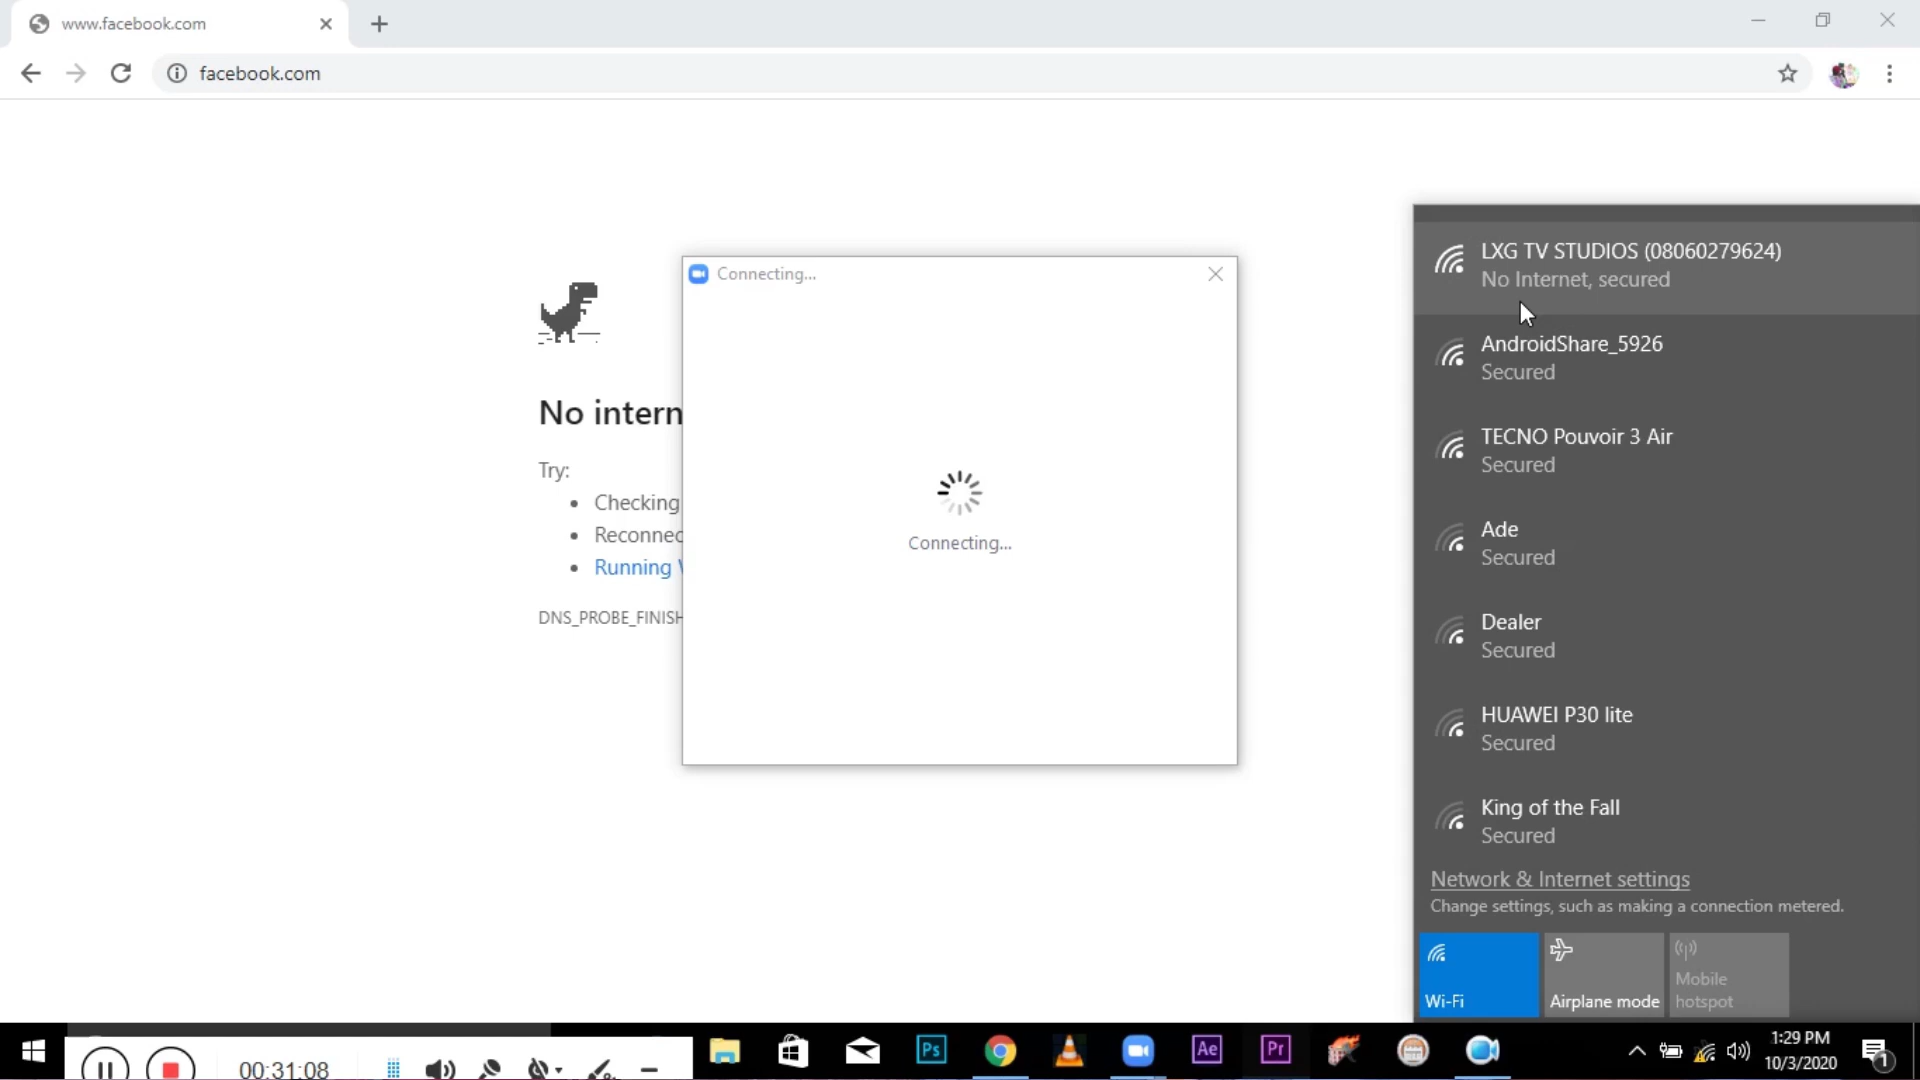 www.facebook.com
facebook.com
LXG TV STUDIOS (08060279624)
No Internet, secured
Connecting...
AndroidShare_5926
Secured
No intern
TECNO Pouvoir 3 Air
Secured
Try:
Checking
Reconnec
Running
Connecting...
Ade
Secured
DNS_PROBE_FINISH
Dealer
Secured
HUAWEI P30 lite
Secured
King of the Fall
Secured
Network & Internet settings
Change settings, such as making a connection metered.
Wi-Fi
Airplane mode
Mobile
hotspot
00:31:08
Ps
Ae
Pr
1:29 PM
10/3/2020
1